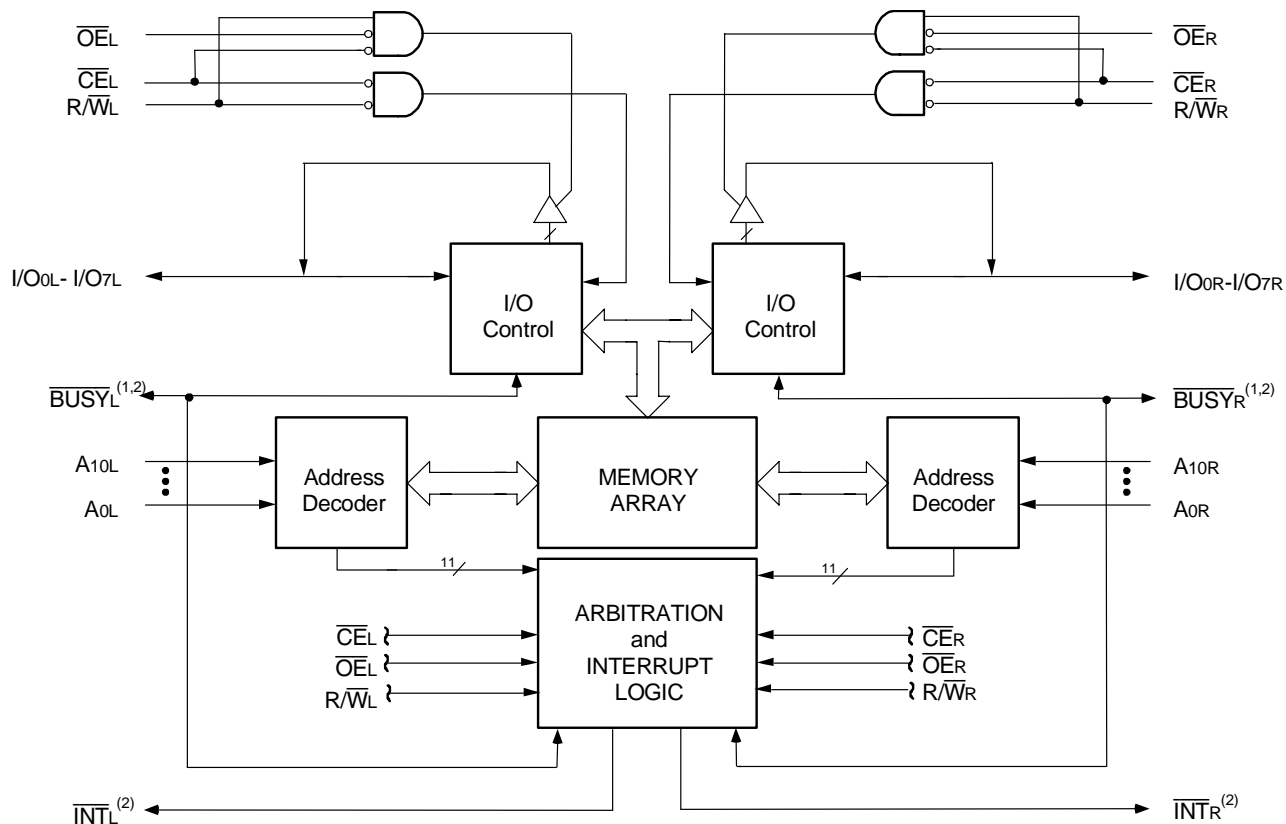 OEL
OER
CEL
CER
R/WL
R/WR
I/O0L- I/O7L
I/O
Control
I/O
Control
I/O0R-I/O7R
BUSYL(1,2)
BUSYR(1,2)
A10L
A0L
Address
Decoder
MEMORY
ARRAY
Address
Decoder
A10R
A0R
11
11
ARBITRATION
and
INTERRUPT
LOGIC
CEL
OEL
R/WL
CER
OER
R/WR
INTL(2)
INTR(2)